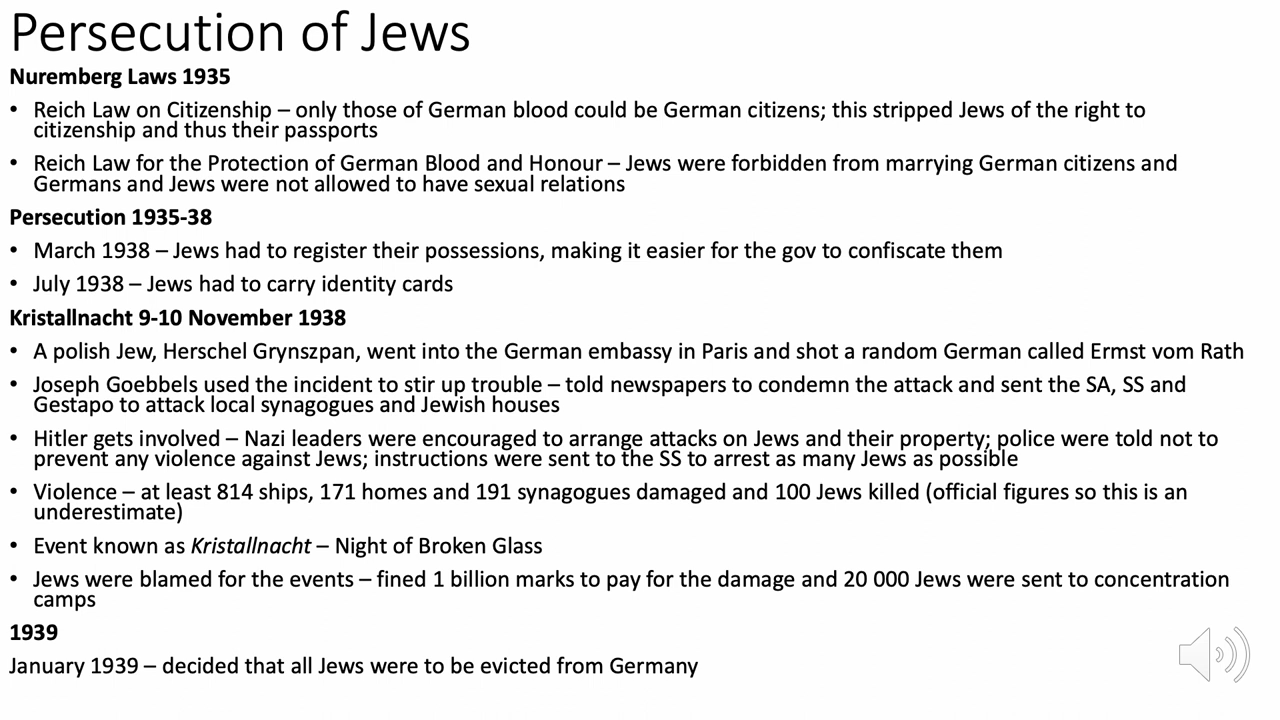 Persecution of Jews
Nuremberg Laws 1935
• Reich Law on Citizenship – only those of German blood could be German citizens; this stripped Jews of the right to
citizenship and thus their passports
• Reich Law for the Protection of German Blood and Honour – Jews were forbidden from marrying German citizens and
Germans and Jews were not allowed to have sexual relations
Persecution 1935-38
• March 1938 – Jews had to register their possessions, making it easier for the gov to confiscate them
• July 1938 – Jews had to carry identity cards
Kristallnacht 9-10 November 1938
• A polish Jew, Herschel Grynszpan, went into the German embassy in Paris and shot a random German called Ermst vom Rath
• Joseph Goebbels used the incident to stir up trouble – told newspapers to condemn the attack and sent the SA, SS and
Gestapo to attack local synagogues and Jewish houses
• Hitler gets involved – Nazi leaders were encouraged to arrange attacks on Jews and their property; police were told not to
prevent any violence against Jews; instructions were sent to the SS to arrest as many Jews as possible
• Violence – at least 814 ships, 171 homes and 191 synagogues damaged and 100 Jews killed (official figures so this is an
underestimate)
• Event known as Kristallnacht – Night of Broken Glass
• Jews were blamed for the events – fined 1 billion marks to pay for the damage and 20 000 Jews were sent to concentration
camps
1939
January 1939 – decided that all Jews were to be evicted from Germany